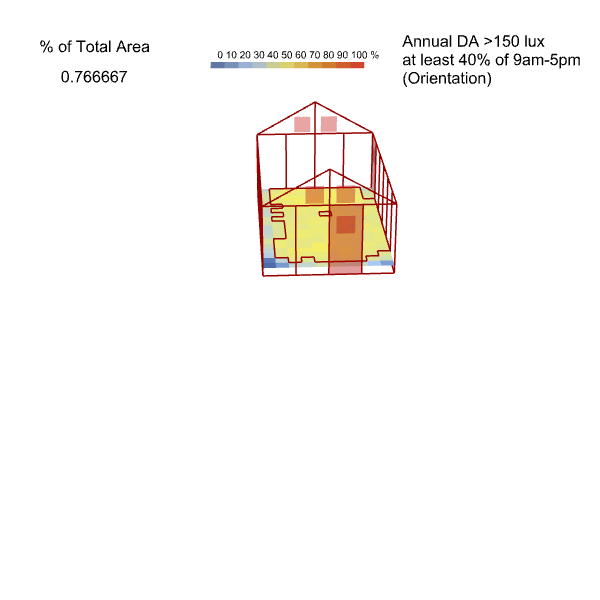 % of Total Area
0.766667
0 10 20 30 40 50 60 70 80 90 100 %
Annual DA >150 lux
at least 40% of 9am-5pm
(Orientation)